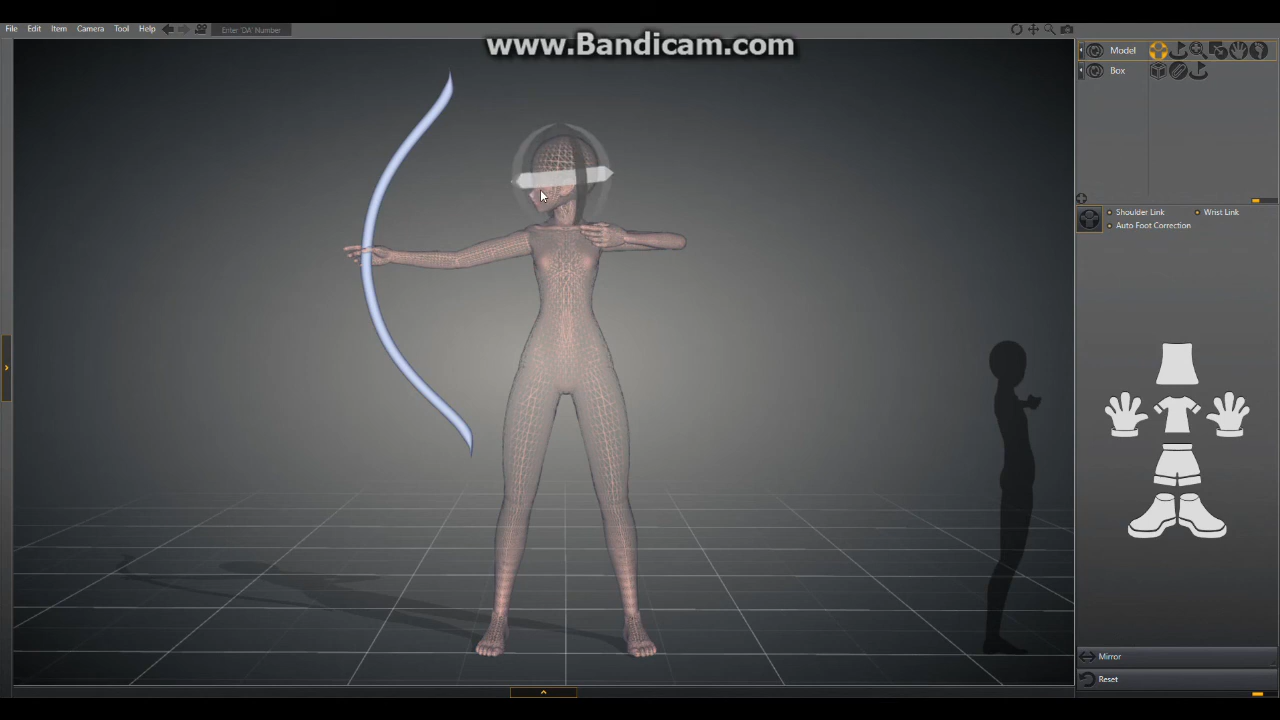 www.Bandicam.com
File Edit Item Camera Tool Help Enter 'DA' Number
Model
Box
Shoulder Link Wrist Link
Auto Foot Correction
Mirror
Reset